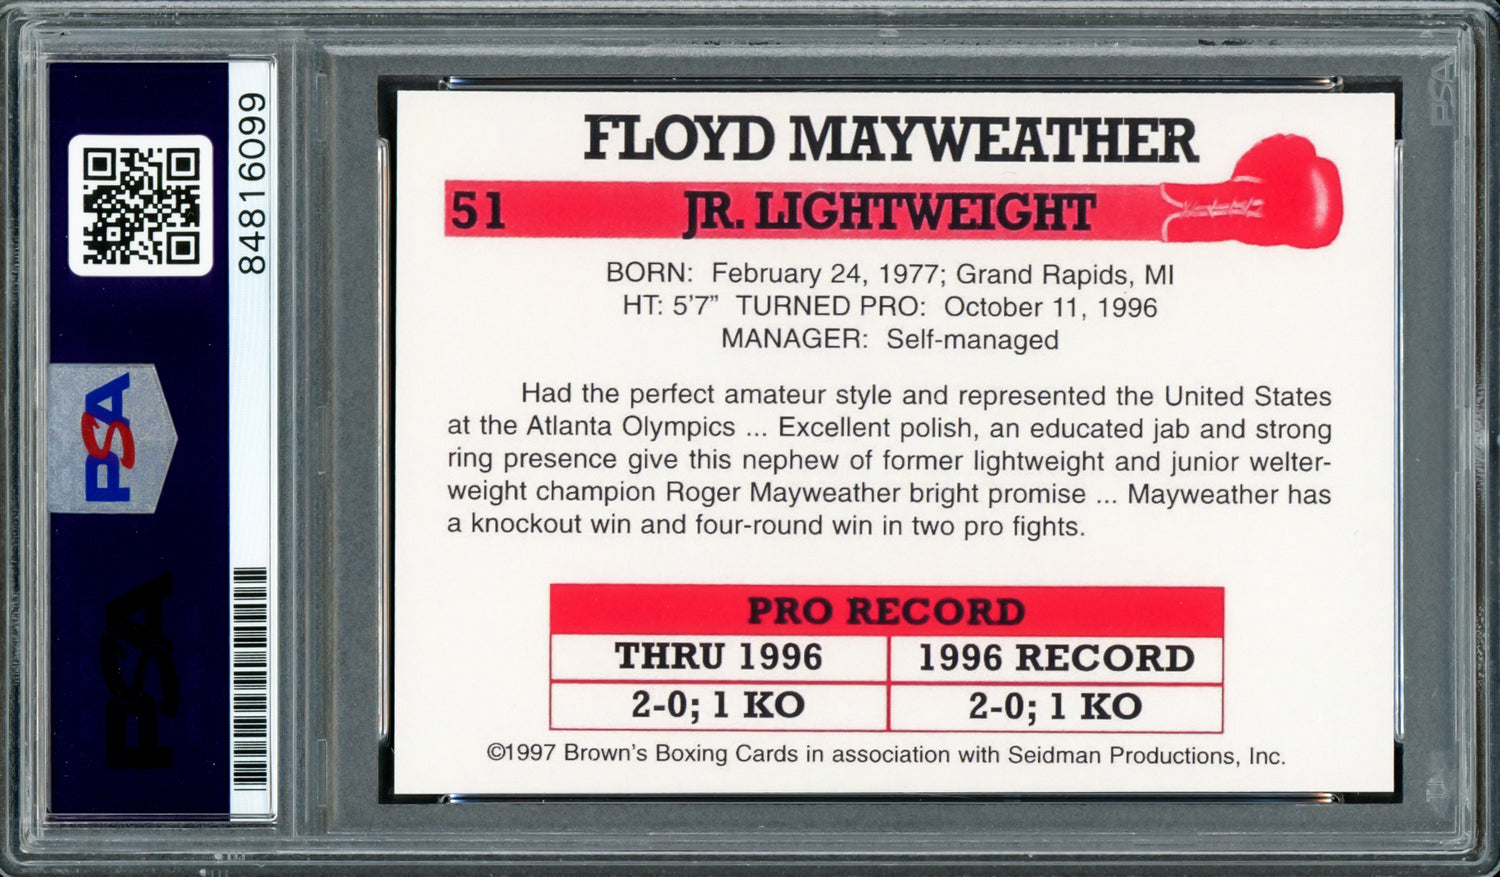 FLOYD MAYWEATHER
51 JR. LIGHTWEIGHT
BORN: February 24, 1977; Grand Rapids, MI
HT: 5'7” TURNED PRO: October 11, 1996
MANAGER: Self-managed
Had the perfect amateur style and represented the United States
at the Atlanta Olympics ... Excellent polish, an educated jab and strong
ring presence give this nephew of former lightweight and junior welter-
weight champion Roger Mayweather bright promise ... Mayweather has
a knockout win and four-round win in two pro fights.
PRO RECORD
THRU 1996 1996 RECORD
2-0; 1 KO 2-0; 1 KO
©1997 Brown's Boxing Cards in association with Seidman Productions, Inc.
84816099
PSA
PSA
PSA